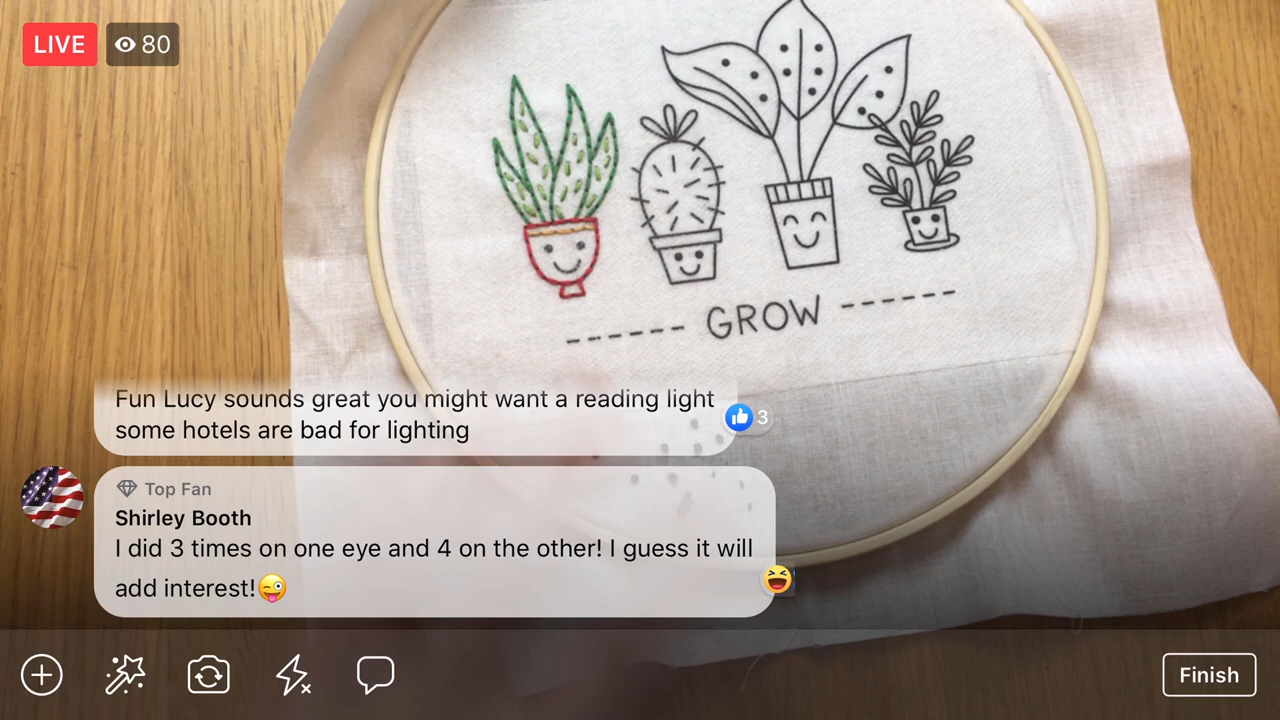 LIVE
80
GROW
Fun Lucy sounds great you might want a reading light
some hotels are bad for lighting
3
Top Fan
Shirley Booth
I did 3 times on one eye and 4 on the other! I guess it will
add interest!😜
Finish